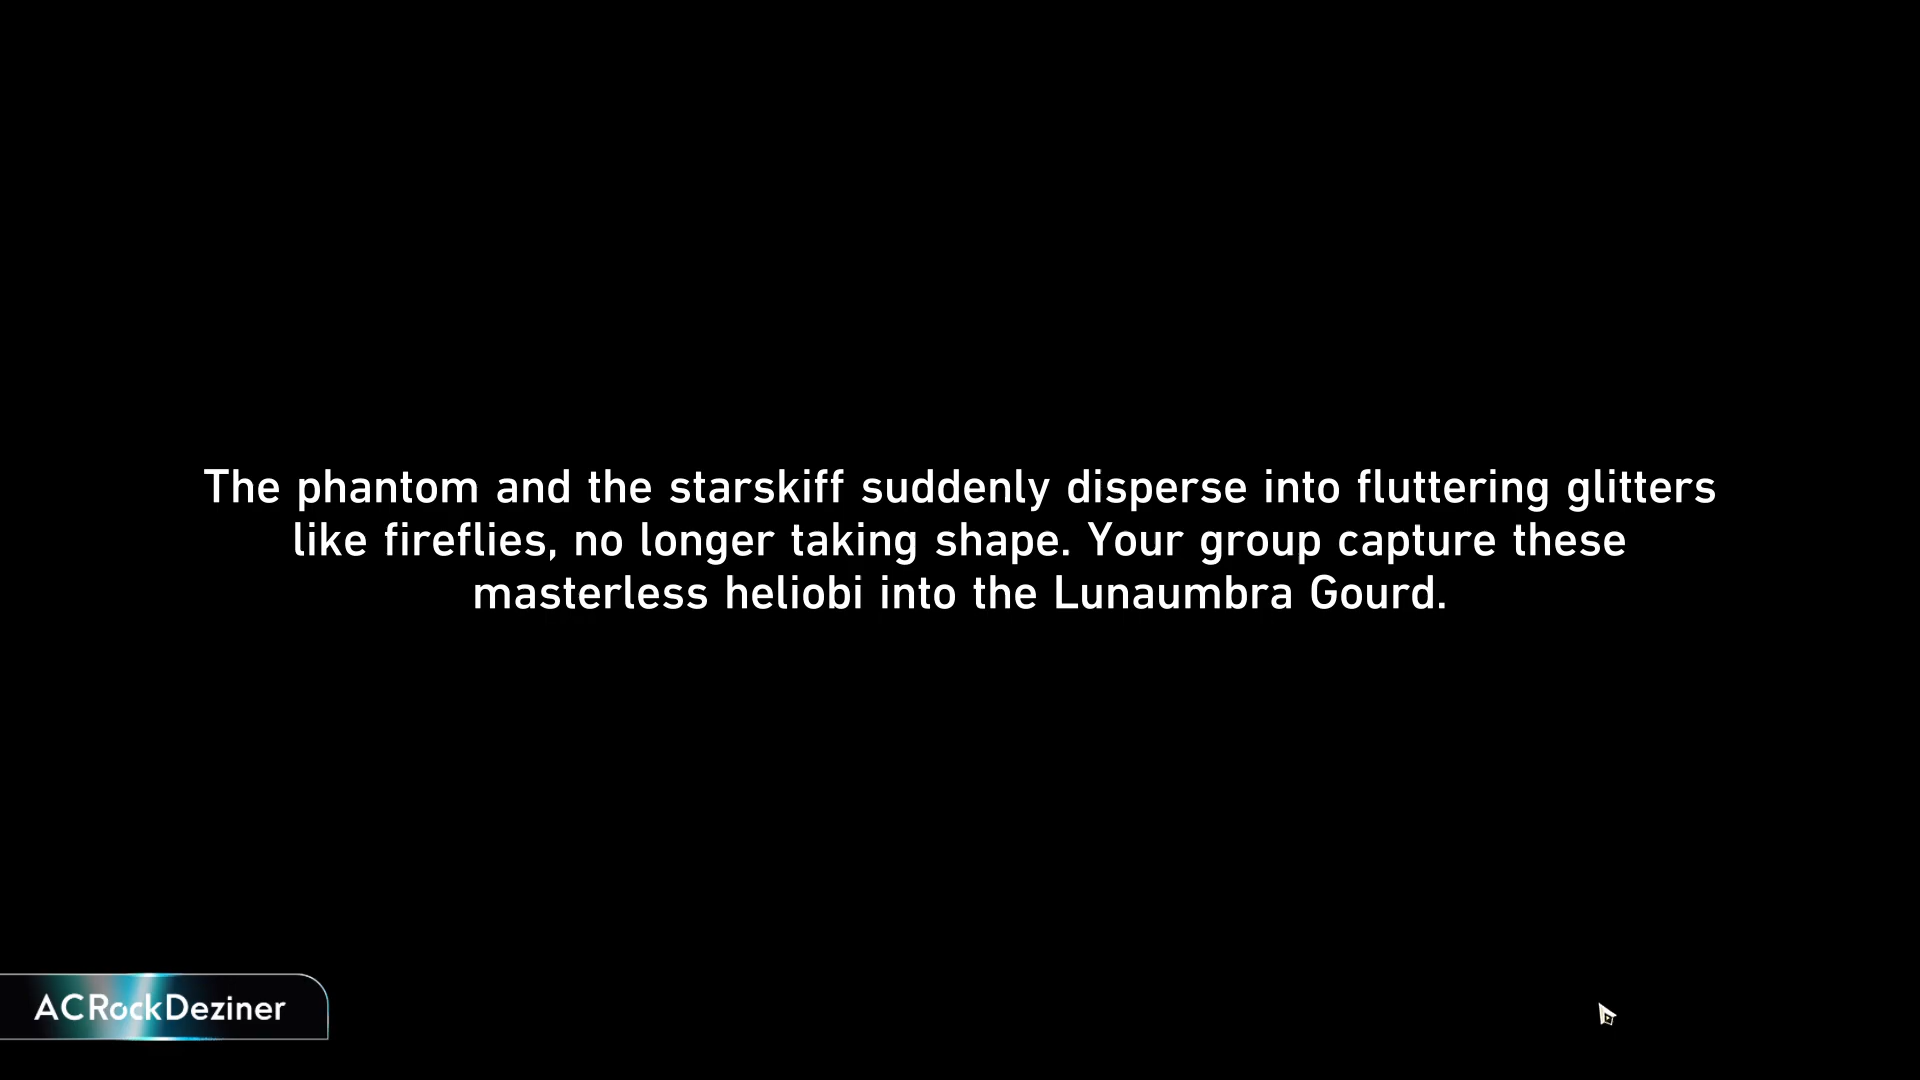 The phantom and the starskiff suddenly disperse into fluttering glitters
like fireflies, no longer taking shape. Your group capture these
masterless heliobi into the Lunaumbra Gourd.
ACRockDeziner